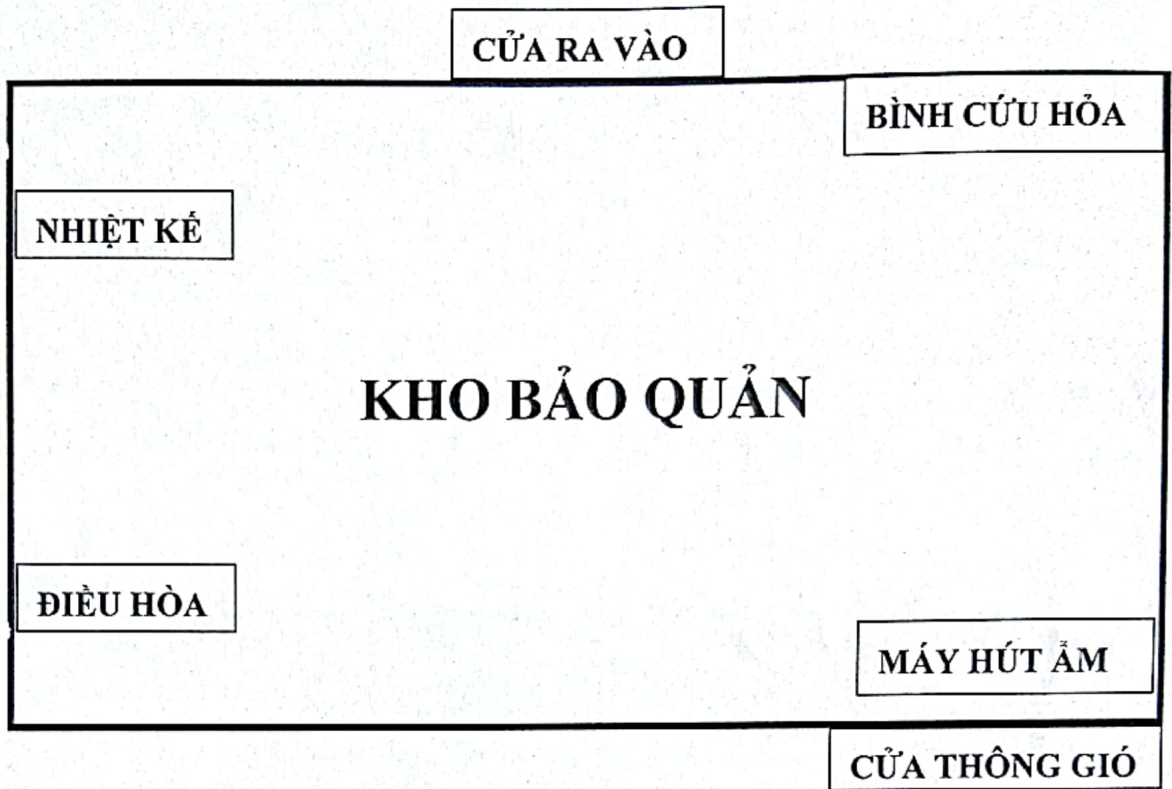 CỬA RA VÀO
BÌNH CỨU HỎA
NHIỆT KẾ
KHO BẢO QUẢN
ĐIỀU HÒA
MÁY HÚT ẨM
CỬA THÔNG GIÓ